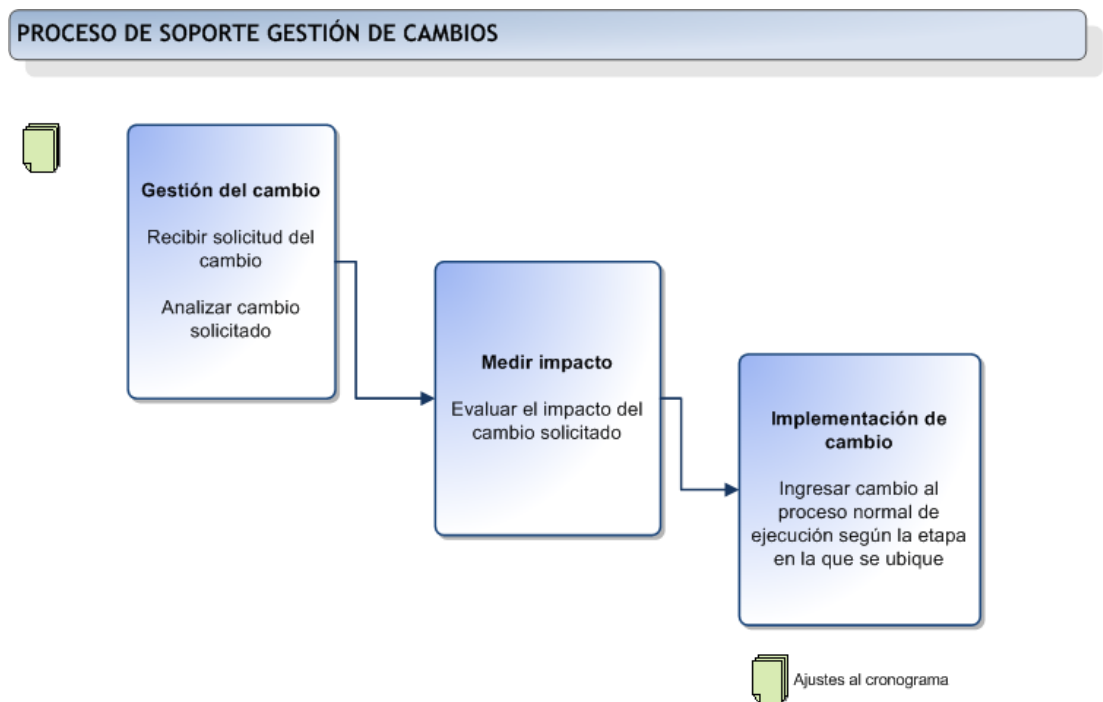 PROCESO DE SOPORTE GESTIÓN DE CAMBIOS
Gestión del cambio
Recibir solicitud del
cambio
Analizar cambio
solicitado
Medir impacto
Evaluar el impacto del
cambio solicitado
Implementación de
cambio
Ingresar cambio al
proceso normal de
ejecución según la etapa
en la que se ubique
Ajustes al cronograma